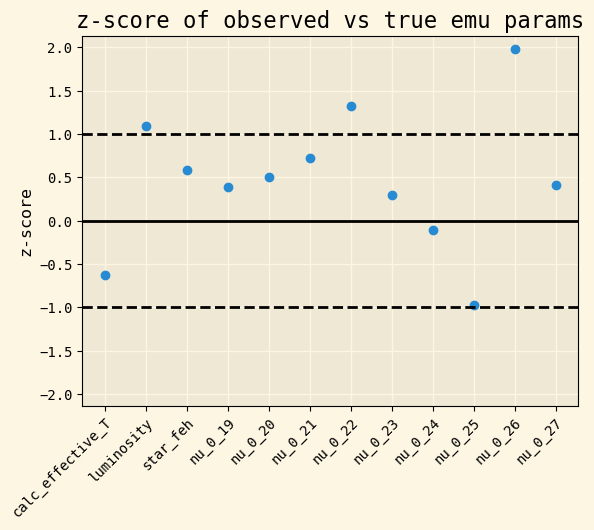 z-score of observed vs true emu params
z-score
2.0
1.5
1.0
0.5
0.0
−0.5
−1.0
−1.5
−2.0
calc_effective_T
luminosity
star_feh
nu_0_19
nu_0_20
nu_0_21
nu_0_22
nu_0_23
nu_0_24
nu_0_25
nu_0_26
nu_0_27